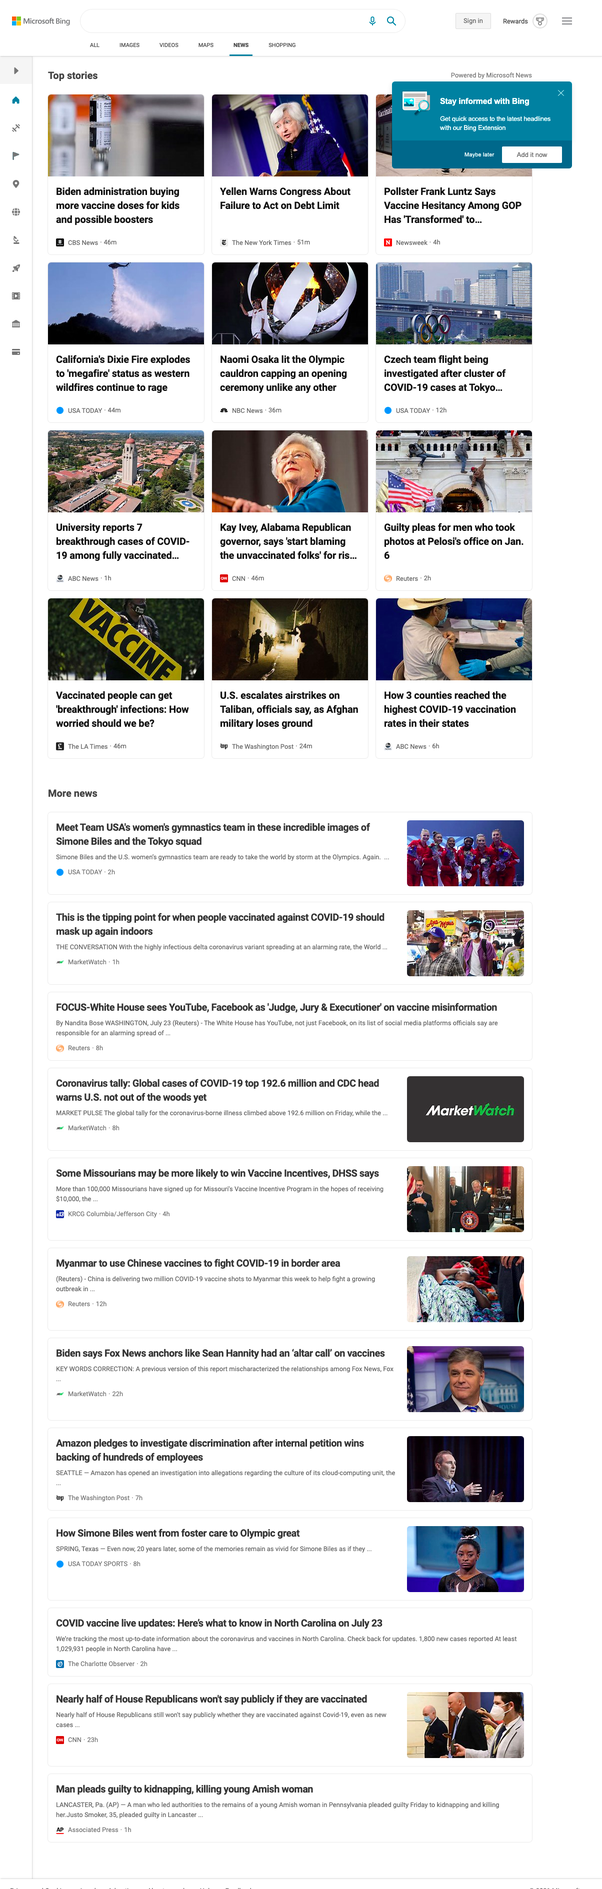 Microsoft Bing
Sign in
Rewards
ALL
IMAGES
VIDEOS
MAPS
NEWS
SHOPPING
Top stories
Powered by Microsoft News
Stay informed with Bing
Get quick access to the latest headlines
with our Bing Extension
Maybe later
Add it now
Biden administration buying
more vaccine doses for kids
and possible boosters
CBS News · 46m
Yellen Warns Congress About
Failure to Act on Debt Limit
The New York Times · 51m
Pollster Frank Luntz Says
Vaccine Hesitancy Among GOP
Has 'Transformed' to...
Newsweek · 4h
California's Dixie Fire explodes
to 'megafire' status as western
wildfires continue to rage
USA TODAY · 44m
Naomi Osaka lit the Olympic
cauldron capping an opening
ceremony unlike any other
NBC News · 36m
Czech team flight being
investigated after cluster of
COVID-19 cases at Tokyo...
USA TODAY · 12h
University reports 7
breakthrough cases of COVID-
19 among fully vaccinated...
ABC News · 1h
Kay Ivey, Alabama Republican
governor, says 'start blaming
the unvaccinated folks' for ris...
CNN · 46m
Guilty pleas for men who took
photos at Pelosi's office on Jan.
6
Reuters · 2h
VACCINE
Vaccinated people can get
'breakthrough' infections: How
worried should we be?
The LA Times · 46m
U.S. escalates airstrikes on
Taliban, officials say, as Afghan
military loses ground
The Washington Post · 24m
How 3 counties reached the
highest COVID-19 vaccination
rates in their states
ABC News · 6h
More news
Meet Team USA's women's gymnastics team in these incredible images of
Simone Biles and the Tokyo squad
Simone Biles and the U.S. women's gymnastics team are ready to take the world by storm at the Olympics. Again. ...
USA TODAY · 2h
This is the tipping point for when people vaccinated against COVID-19 should
mask up again indoors
THE CONVERSATION With the highly infectious delta coronavirus variant spreading at an alarming rate, the World ...
MarketWatch · 1h
FOCUS-White House sees YouTube, Facebook as 'Judge, Jury & Executioner' on vaccine misinformation
By Nandita Bose WASHINGTON, July 23 (Reuters) - The White House has YouTube, not just Facebook, on its list of social media platforms officials say are
responsible for an alarming spread of ...
Reuters · 8h
Coronavirus tally: Global cases of COVID-19 top 192.6 million and CDC head
warns U.S. not out of the woods yet
MARKET PULSE The global tally for the coronavirus-borne illness climbed above 192.6 million on Friday, while the ...
MarketWatch · 8h
MarketWatch
Some Missourians may be more likely to win Vaccine Incentives, DHSS says
More than 100,000 Missourians have signed up for Missouri's Vaccine Incentive Program in the hopes of receiving
$10,000, the ...
KRCG Columbia/Jefferson City · 4h
Myanmar to use Chinese vaccines to fight COVID-19 in border area
(Reuters) - China is delivering two million COVID-19 vaccine shots to Myanmar this week to help fight a growing
outbreak in ...
Reuters · 12h
Biden says Fox News anchors like Sean Hannity had an ‘altar call’ on vaccines
KEY WORDS CORRECTION: A previous version of this report mischaracterized the relationships among Fox News, Fox
...
MarketWatch · 22h
Amazon pledges to investigate discrimination after internal petition wins
backing of hundreds of employees
SEATTLE — Amazon has opened an investigation into allegations regarding the culture of its cloud-computing unit, the
...
The Washington Post · 7h
How Simone Biles went from foster care to Olympic great
SPRING, Texas — Even now, 20 years later, some of the memories remain as vivid for Simone Biles as if they ...
USA TODAY SPORTS · 8h
COVID vaccine live updates: Here's what to know in North Carolina on July 23
We're tracking the most up-to-date information about the coronavirus and vaccines in North Carolina. Check back for updates. 1,800 new cases reported At least
1,029,931 people in North Carolina have ...
The Charlotte Observer · 2h
Nearly half of House Republicans won't say publicly if they are vaccinated
Nearly half of House Republicans still won't say publicly whether they are vaccinated against Covid-19, even as new
cases ...
CNN · 23h
Man pleads guilty to kidnapping, killing young Amish woman
LANCASTER, Pa. (AP) — A man who led authorities to the remains of a young Amish woman in Pennsylvania pleaded guilty Friday to kidnapping and killing
her.Justo Smoker, 35, pleaded guilty in Lancaster ...
Associated Press · 1h